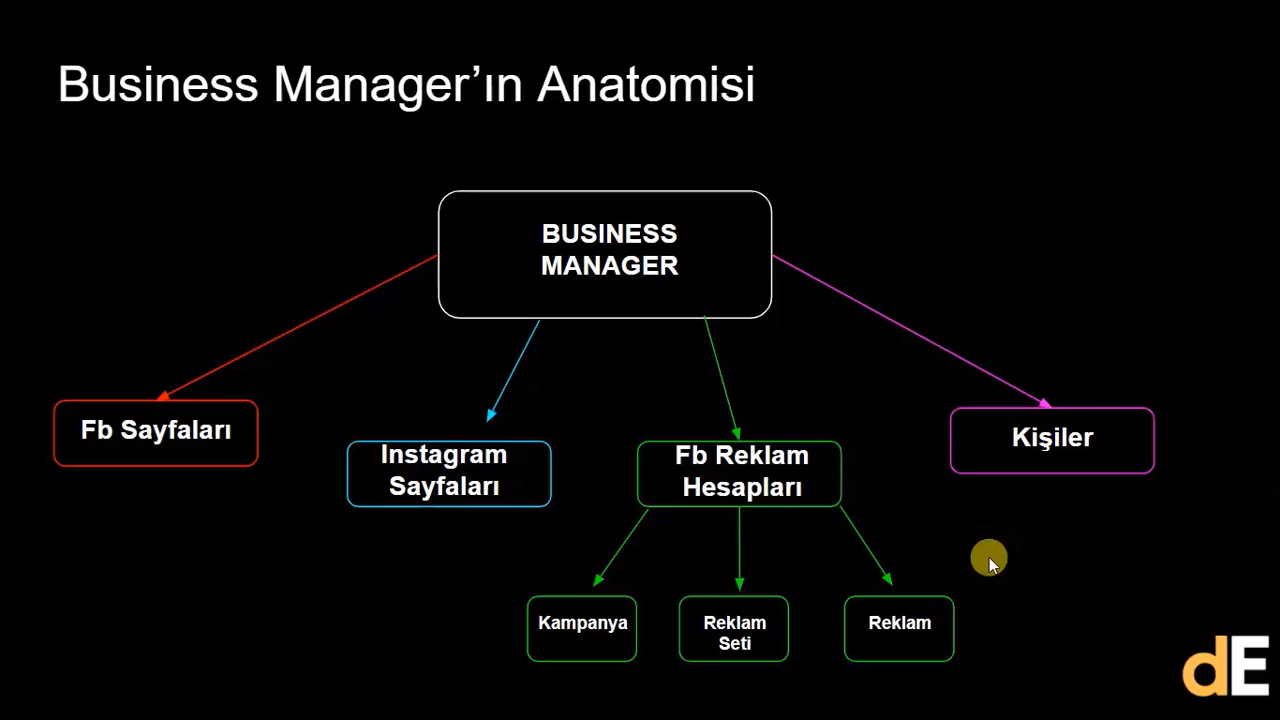 Business Manager’ın Anatomisi
BUSINESS
MANAGER
Fb Sayfaları
Instagram
Sayfaları
Fb Reklam
Hesapları
Kişiler
Kampanya
Reklam
Seti
Reklam
dE